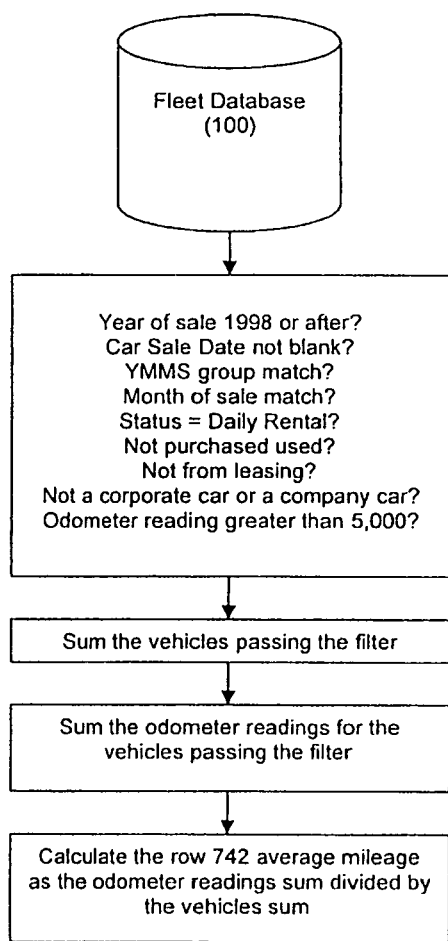 Fleet Database
(100)
Year of sale 1998 or after?
Car Sale Date not blank?
YMMS group match?
Month of sale match?
Status = Daily Rental?
Not purchased used?
Not from leasing?
Not a corporate car or a company car?
Odometer reading greater than 5,000?
Sum the vehicles passing the filter
Sum the odometer readings for the
vehicles passing the filter
Calculate the row 742 average mileage
as the odometer readings sum divided by
the vehicles sum